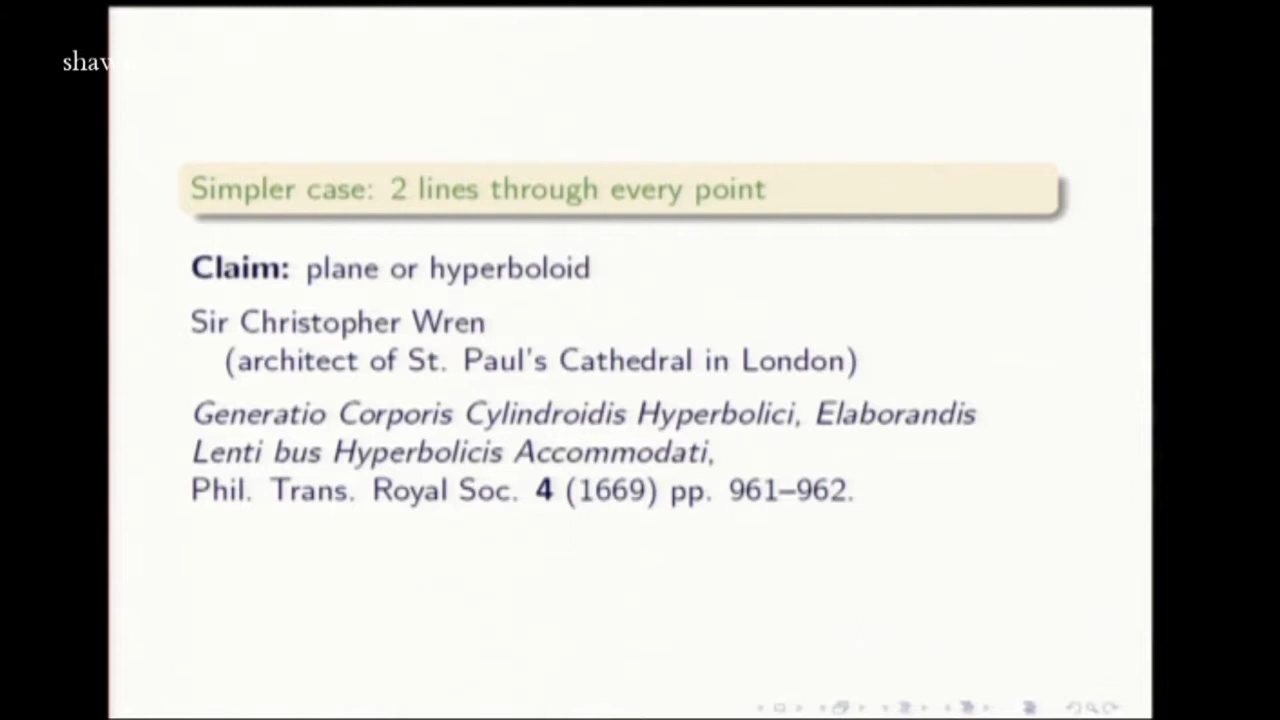 Simpler case: 2 lines through every point
Claim: plane or hyperboloid
Sir Christopher Wren
(architect of St. Paul's Cathedral in London)
Generatio Corporis Cylindroidis Hyperbolici, Elaborandis
Lenti bus Hyperbolicis Accommodati,
Phil. Trans. Royal Soc. 4 (1669) pp. 961–962.